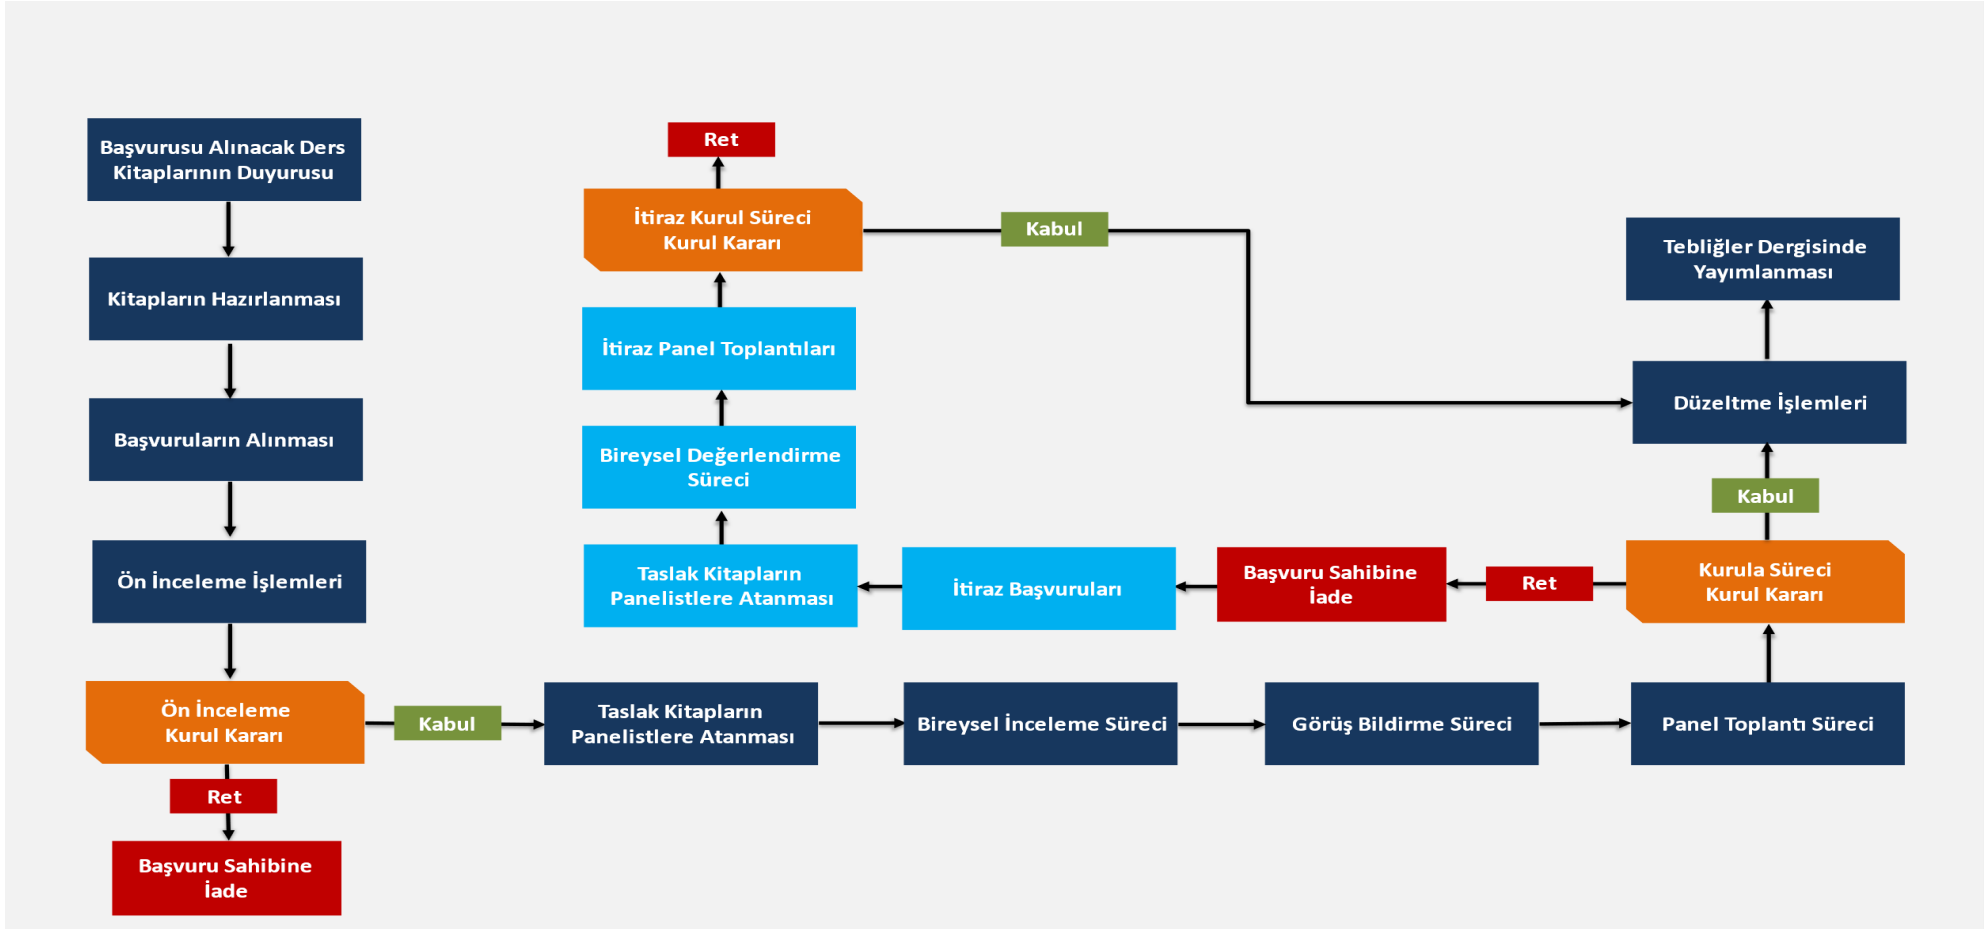 Başvurusu Alınacak Ders
Kitaplarının Duyurusu
Kitapların Hazırlanması
Başvuruların Alınması
Ön İnceleme İşlemleri
Ön İnceleme
Kurul Kararı
Ret
Başvuru Sahibine
İade
Kabul
Taslak Kitapların
Panelistlere Atanması
Bireysel İnceleme Süreci
Görüş Bildirme Süreci
Panel Toplantı Süreci
Kurula Süreci
Kurul Kararı
Kabul
Düzeltme İşlemleri
Tebliğler Dergisinde
Yayımlanması
Ret
Başvuru Sahibine
İade
İtiraz Başvuruları
Taslak Kitapların
Panelistlere Atanması
Bireysel Değerlendirme
Süreci
İtiraz Panel Toplantıları
İtiraz Kurul Süreci
Kurul Kararı
Ret
Kabul